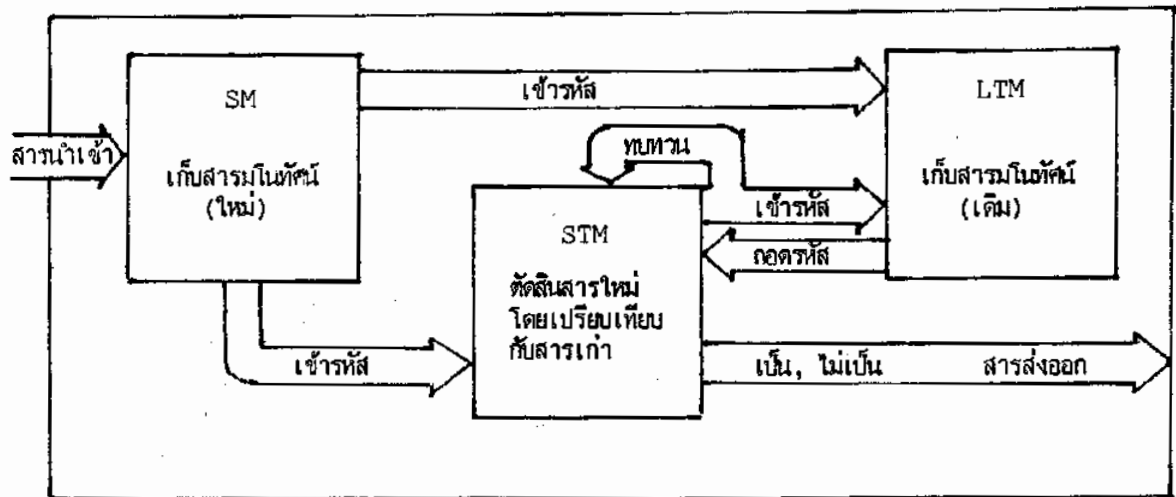 SM
เข้ารหัส
LTM
สารนำเข้า
ทบทวน
เก็บสารมโนทัศน์
(ใหม่)
เก็บสารมโนทัศน์
(เดิม)
เข้ารหัส
STM
ถอดรหัส
ตัดสินสารใหม่
โดยเปรียบเทียบ
กับสารเก่า
เข้ารหัส
เป็น, ไม่เป็น สารส่งออก